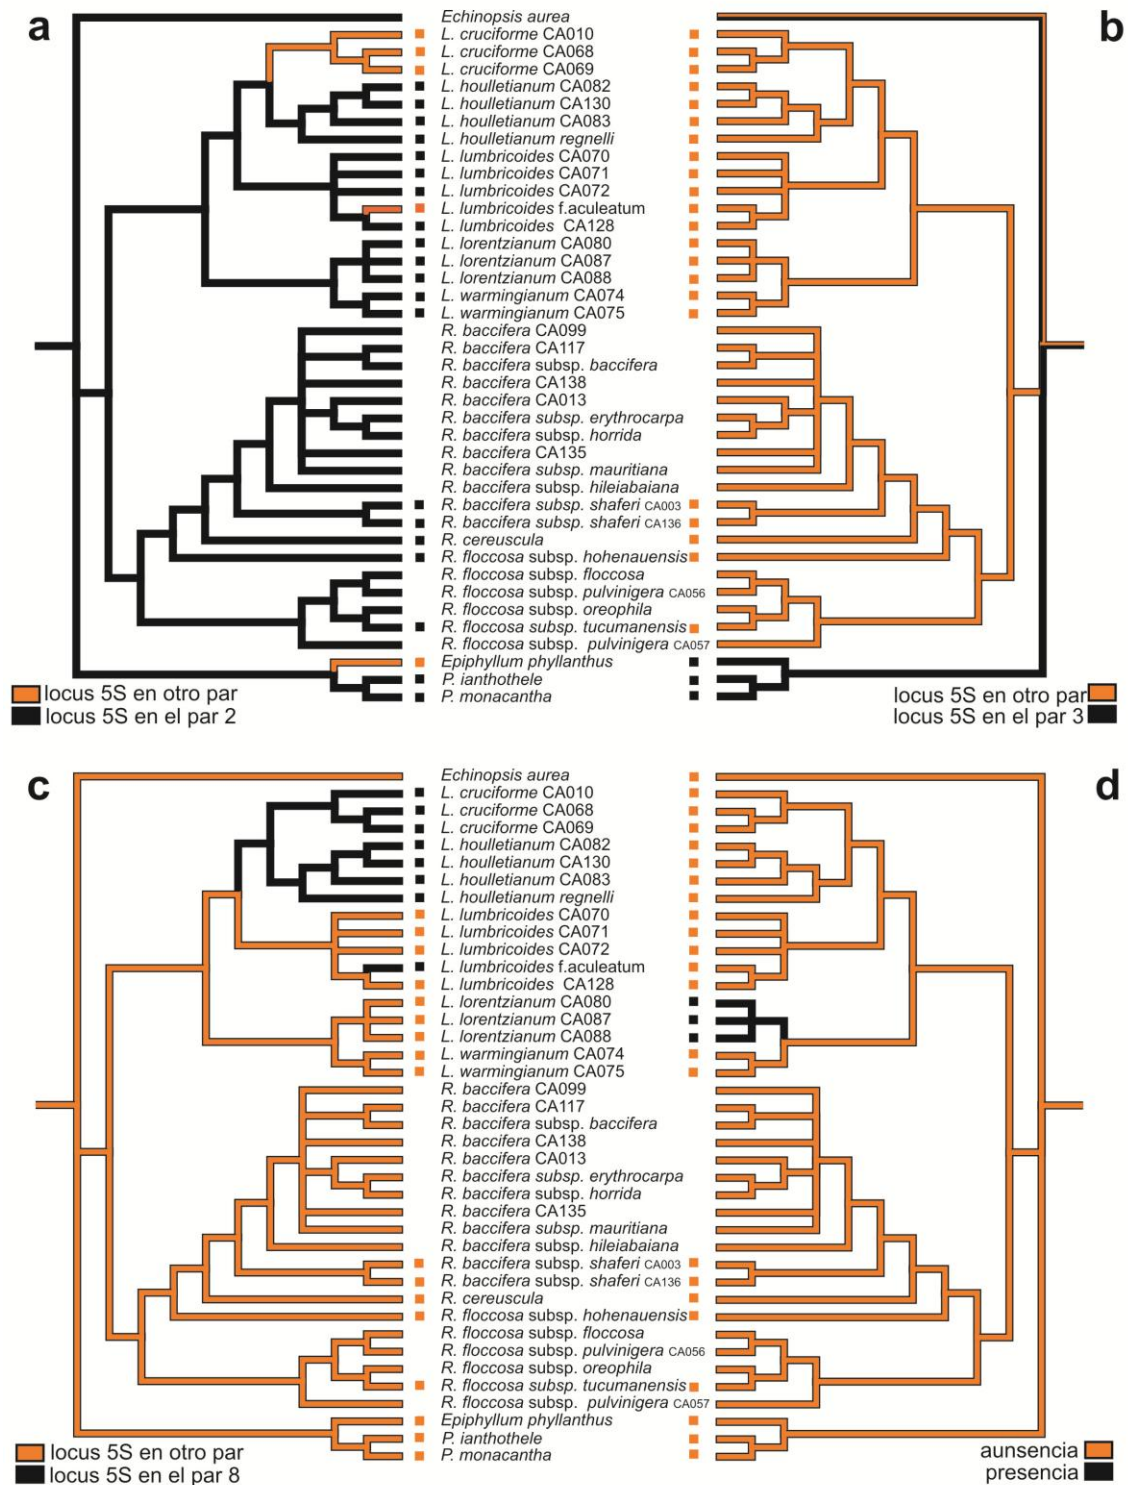 a
b
Echinopsis aurea
L. cruciforme CA010
L. cruciforme CA068
L. cruciforme CA069
L. houlletianum CA082
L. houlletianum CA130
L. houlletianum CA083
L. houlletianum regnelli
L. lumbricoides CA070
L. lumbricoides CA071
L. lumbricoides CA072
L. lumbricoides f.aculeatum
L. lumbricoides CA128
L. lorentzianum CA080
L. lorentzianum CA087
L. lorentzianum CA088
L. warmingianum CA074
L. warmingianum CA075
R. baccifera CA099
R. baccifera CA117
R. baccifera subsp. baccifera
R. baccifera CA138
R. baccifera CA013
R. baccifera subsp. erythrocarpa
R. baccifera subsp. horrida
R. baccifera CA135
R. baccifera subsp. mauritiana
R. baccifera subsp. hileiabaiana
R. baccifera subsp. shaferi CA003
R. baccifera subsp. shaferi CA136
R. cereuscula
R. floccosa subsp. hohenauensis
R. floccosa subsp. floccosa
R. floccosa subsp. pulvinigera CA056
R. floccosa subsp. oreophila
R. floccosa subsp. tucumanensis
R. floccosa subsp. pulvinigera CA057
Epiphyllum phyllanthus
P. ianthothele
P. monacantha
locus 5S en otro par
locus 5S en el par 2
locus 5S en otro par
locus 5S en el par 3
c
d
Echinopsis aurea
L. cruciforme CA010
L. cruciforme CA068
L. cruciforme CA069
L. houlletianum CA082
L. houlletianum CA130
L. houlletianum CA083
L. houlletianum regnelli
L. lumbricoides CA070
L. lumbricoides CA071
L. lumbricoides CA072
L. lumbricoides f.aculeatum
L. lumbricoides CA128
L. lorentzianum CA080
L. lorentzianum CA087
L. lorentzianum CA088
L. warmingianum CA074
L. warmingianum CA075
R. baccifera CA099
R. baccifera CA117
R. baccifera subsp. baccifera
R. baccifera CA138
R. baccifera CA013
R. baccifera subsp. erythrocarpa
R. baccifera subsp. horrida
R. baccifera CA135
R. baccifera subsp. mauritiana
R. baccifera subsp. hileiabaiana
R. baccifera subsp. shaferi CA003
R. baccifera subsp. shaferi CA136
R. cereuscula
R. floccosa subsp. hohenauensis
R. floccosa subsp. floccosa
R. floccosa subsp. pulvinigera CA056
R. floccosa subsp. oreophila
R. floccosa subsp. tucumanensis
R. floccosa subsp. pulvinigera CA057
Epiphyllum phyllanthus
P. ianthothele
P. monacantha
locus 5S en otro par
locus 5S en el par 8
aunsencia
presencia